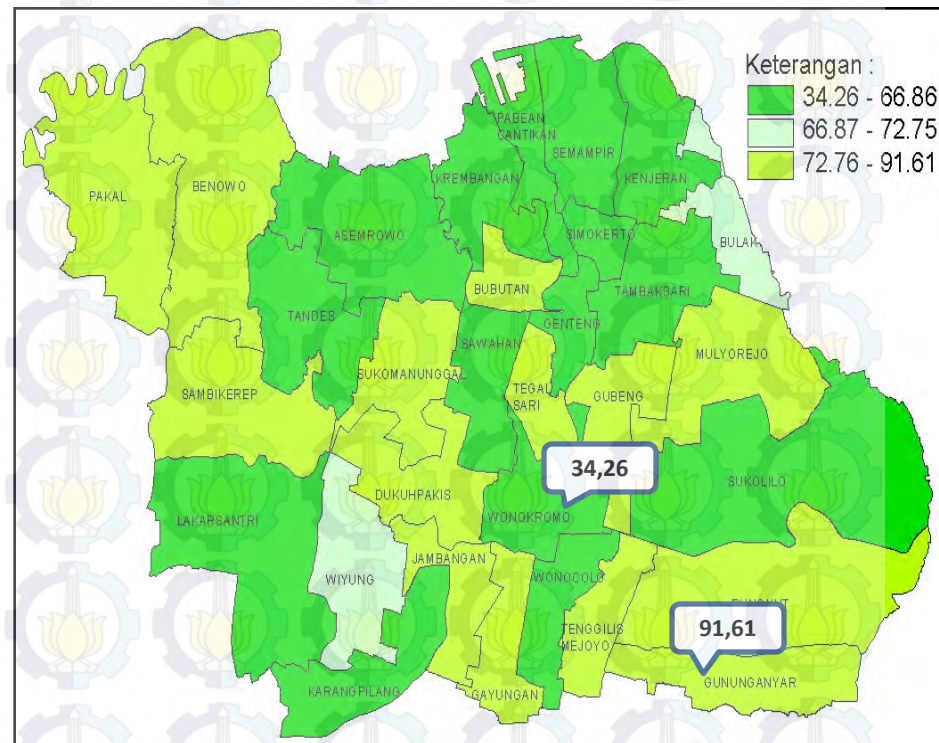 Keterangan :
34.26 - 66.86
66.87 - 72.75
72.76 - 91.61
PABEAN
CANTIKAN
SEMAMPIR
KREMBANGAN
KENJERAN
PAKAL
BENOWO
ASEMROWO
SIMOKERTO
BULAK
BUBUTAN
TAMBAKSARI
TANDES
GENTENG
SAWAHAN
MULYOREJO
SUKOMANUNGGAL
SAMBIKEREP
TEGAL
SARI
GUBENG
34,26
SUKOLILO
DUKUHPAKIS
WONOKROMO
LAKARSANTRI
JAMBANGAN
WIYUNG
WONOCOLO
TENGGILIS
MEJOYO
91,61
GUNUNGANYAR
KARANGPILANG
GAYUNGAN